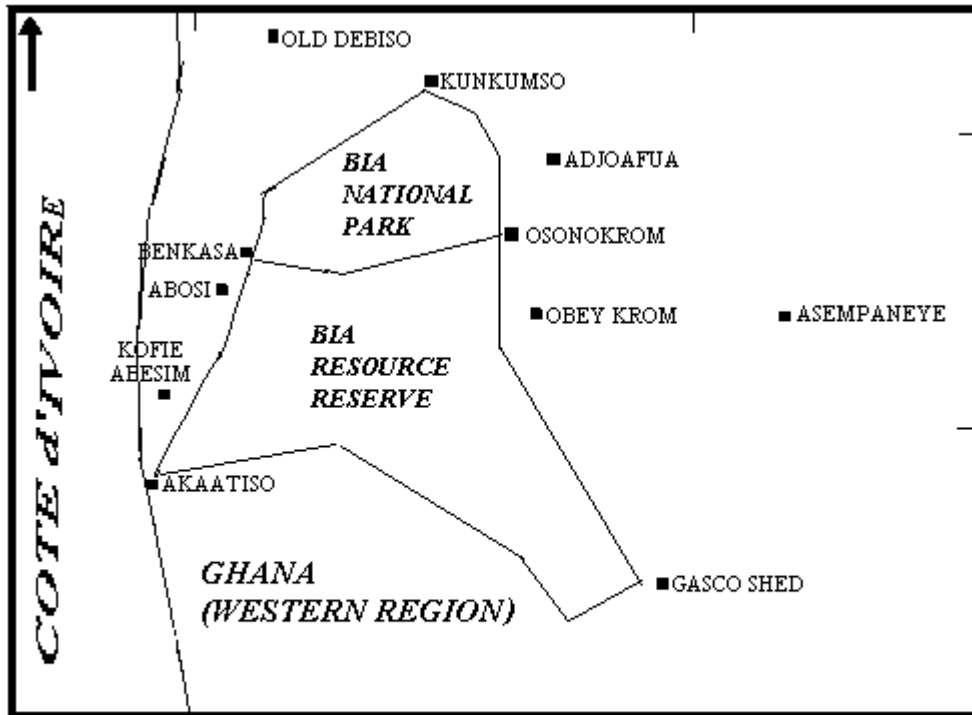 OLD DEBISO
KUNKUMSO
ADJOAFUA
BIA
NATIONAL
PARK
OSONOKROM
BENKASA
ABOSI
OBEY KROM
ASEMPANEYE
BIA
RESOURCE
RESERVE
KOFIE
ABESIM
AKAATISO
COTE d'IVOIRE
GHANA
(WESTERN REGION)
GASCO SHED